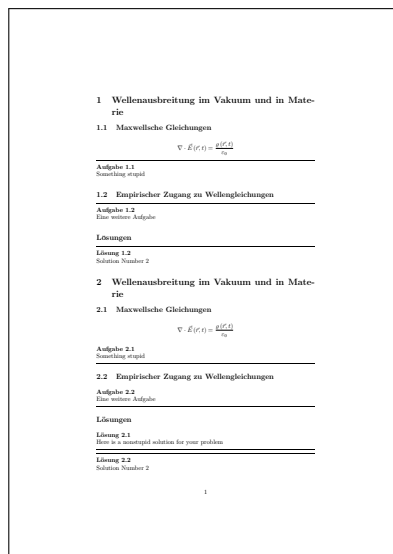 1 Wellenausbreitung im Vakuum und in Mate-
rie
1.1 Maxwellsche Gleichungen
∇ · E⃗ (r⃗, t) = ϱ (r⃗, t) / ε₀
Aufgabe 1.1
Something stupid
1.2 Empirischer Zugang zu Wellengleichungen
Aufgabe 1.2
Eine weitere Aufgabe
Lösungen
Lösung 1.2
Solution Number 2
2 Wellenausbreitung im Vakuum und in Mate-
rie
2.1 Maxwellsche Gleichungen
∇ · E⃗ (r⃗, t) = ϱ (r⃗, t) / ε₀
Aufgabe 2.1
Something stupid
2.2 Empirischer Zugang zu Wellengleichungen
Aufgabe 2.2
Eine weitere Aufgabe
Lösungen
Lösung 2.1
Here is a nonstupid solution for your problem
Lösung 2.2
Solution Number 2
1